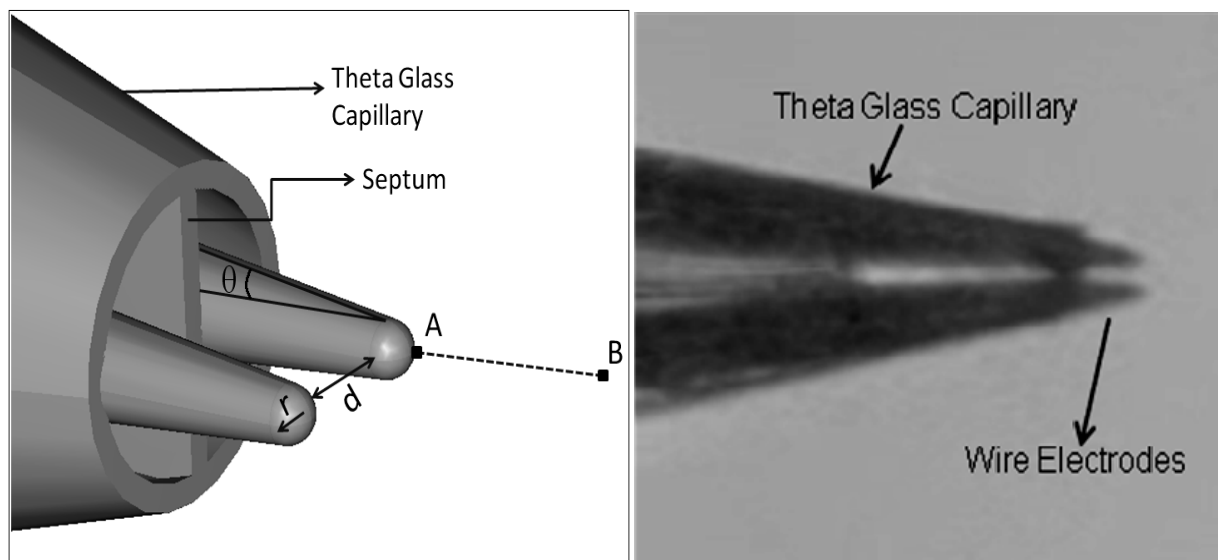 Theta Glass
Capillary
Septum
θ
A
B
r
d
Theta Glass Capillary
Wire Electrodes